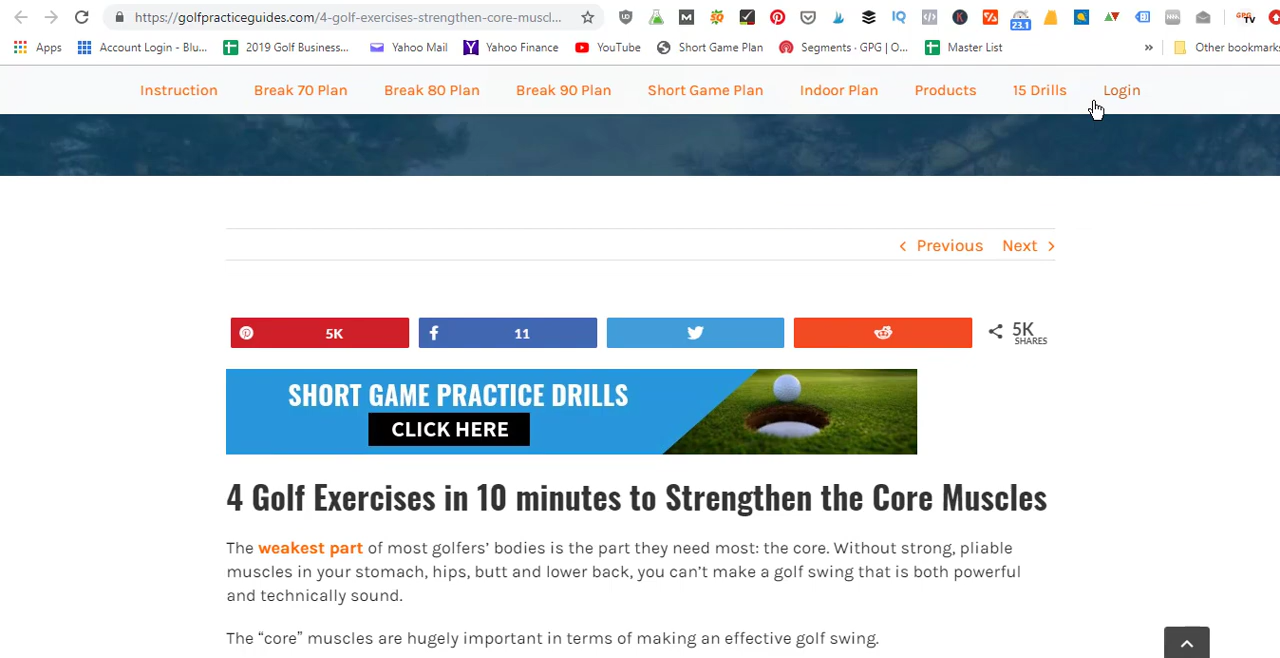 https://golfpracticeguides.com/4-golf-exercises-strengthen-core-muscl...
23.1
GPG TV
Apps Account Login - Blu... 2019 Golf Business... Yahoo Mail Yahoo Finance YouTube Short Game Plan Segments · GPG | O... Master List » Other bookmarks
Instruction Break 70 Plan Break 80 Plan Break 90 Plan Short Game Plan Indoor Plan Products 15 Drills Login
Previous Next
5K 11 5K
SHARES
SHORT GAME PRACTICE DRILLS
CLICK HERE
4 Golf Exercises in 10 minutes to Strengthen the Core Muscles
The weakest part of most golfers’ bodies is the part they need most: the core. Without strong, pliable
muscles in your stomach, hips, butt and lower back, you can’t make a golf swing that is both powerful
and technically sound.
The “core” muscles are hugely important in terms of making an effective golf swing.